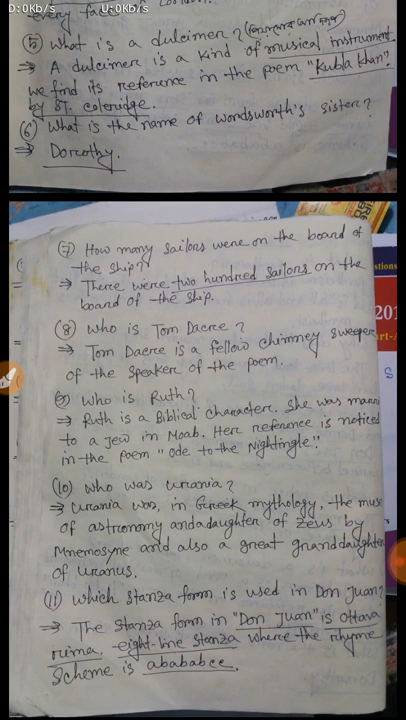 D:0Kb/s U:0Kb/s
every face
(5) What is a dulcimer?
⇒ A dulcimer is a kind of musical instrument.
we find its reference in the poem "Kubla Khan"
by ST. Coleridge.
(6) What is the name of wordsworth's sister?
⇒ Dorothy.
(7) How many sailors were on the board of
the ship?
⇒ There were two hundred sailors on the
board of the ship.
(8) Who is Tom Dacre?
⇒ Tom Dacre is a fellow chimney sweeper
of the speaker of the poem.
Who is Ruth?
⇒ Ruth is a Biblical character. She was marri
to a Jew in Moab. Her reference is noticed
in the poem "Ode to the Nightingle".
(10) Who was Urania?
⇒ Urania was, in Greek mythology, the muse
of astronomy and a daughter of Zeus by
Mnemosyne and also a great granddaughter
of Uranus.
(11) Which stanza form is used in Don Juan?
⇒ The stanza form in "Don Juan" is Ottava
rima, eight-line stanza where the rhyme
scheme is abababcc.
stions
201